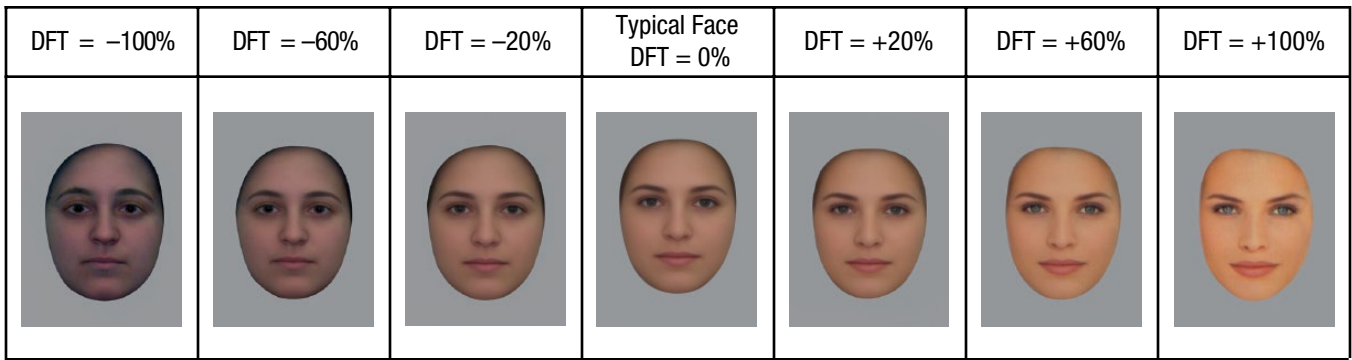 DFT = –100%
DFT = –60%
DFT = –20%
Typical Face
DFT = 0%
DFT = +20%
DFT = +60%
DFT = +100%